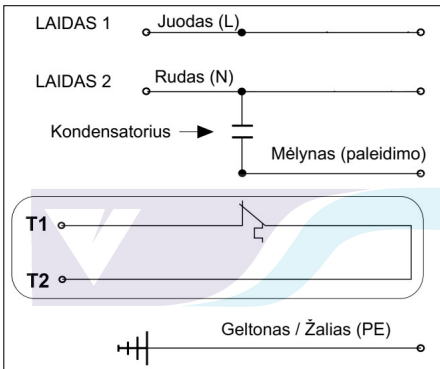 LAIDAS 1 Juodas (L)
LAIDAS 2 Rudas (N)
Kondensatorius
Mėlynas (paleidimo)
T1
T2
Geltonas / Žalias (PE)